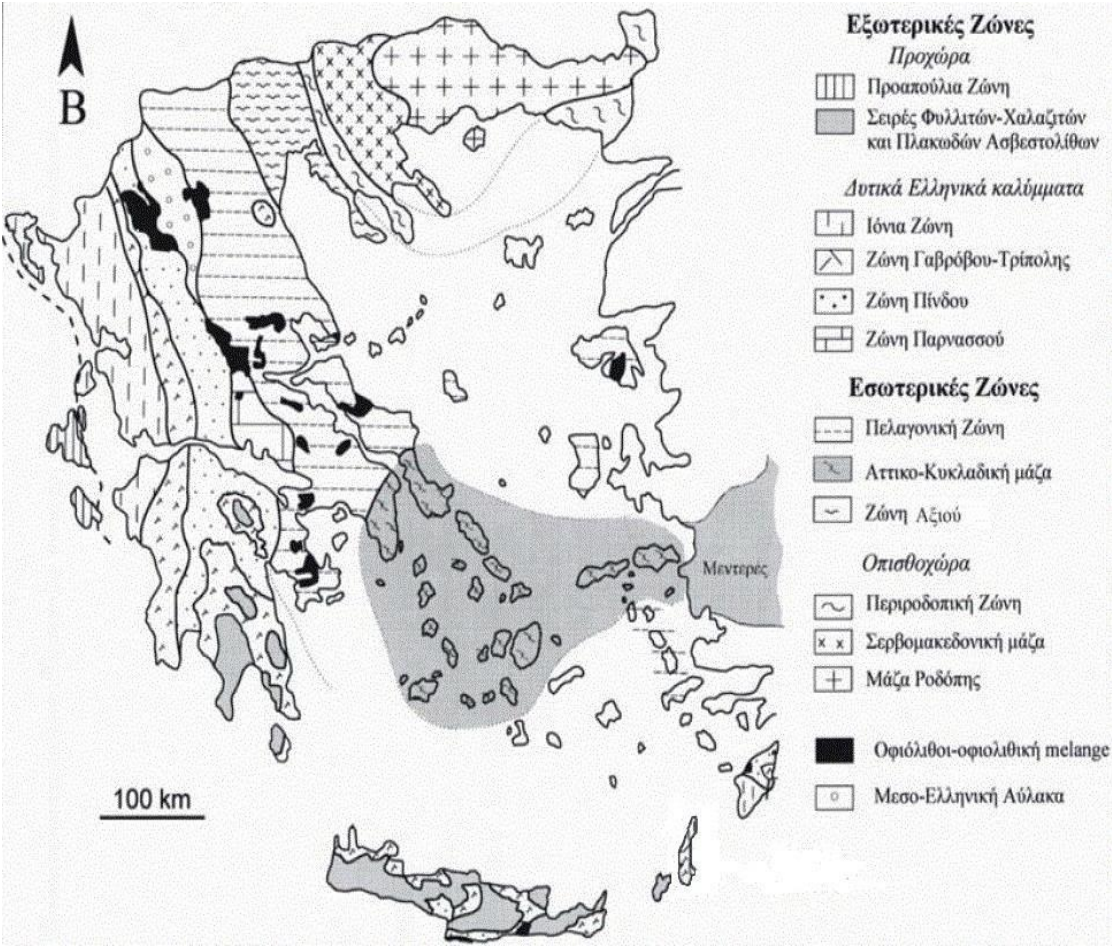 B
100 km
Μεντερές
Εξωτερικές Ζώνες
Προχώρα
Προαπούλια Ζώνη
Σειρές Φυλλιτών-Χαλαζιτών
και Πλακωδών Ασβεστολίθων
Δυτικά Ελληνικά καλύμματα
Ιόνια Ζώνη
Ζώνη Γαβρόβου-Τρίπολης
Ζώνη Πίνδου
Ζώνη Παρνασσού
Εσωτερικές Ζώνες
Πελαγονική Ζώνη
Αττικο-Κυκλαδική μάζα
Ζώνη Αξιού
Οπισθοχώρα
Περιροδοπική Ζώνη
Σερβομακεδονική μάζα
Μάζα Ροδόπης
Οφιόλιθοι-οφιολιθική melange
Μεσο-Ελληνική Αύλακα